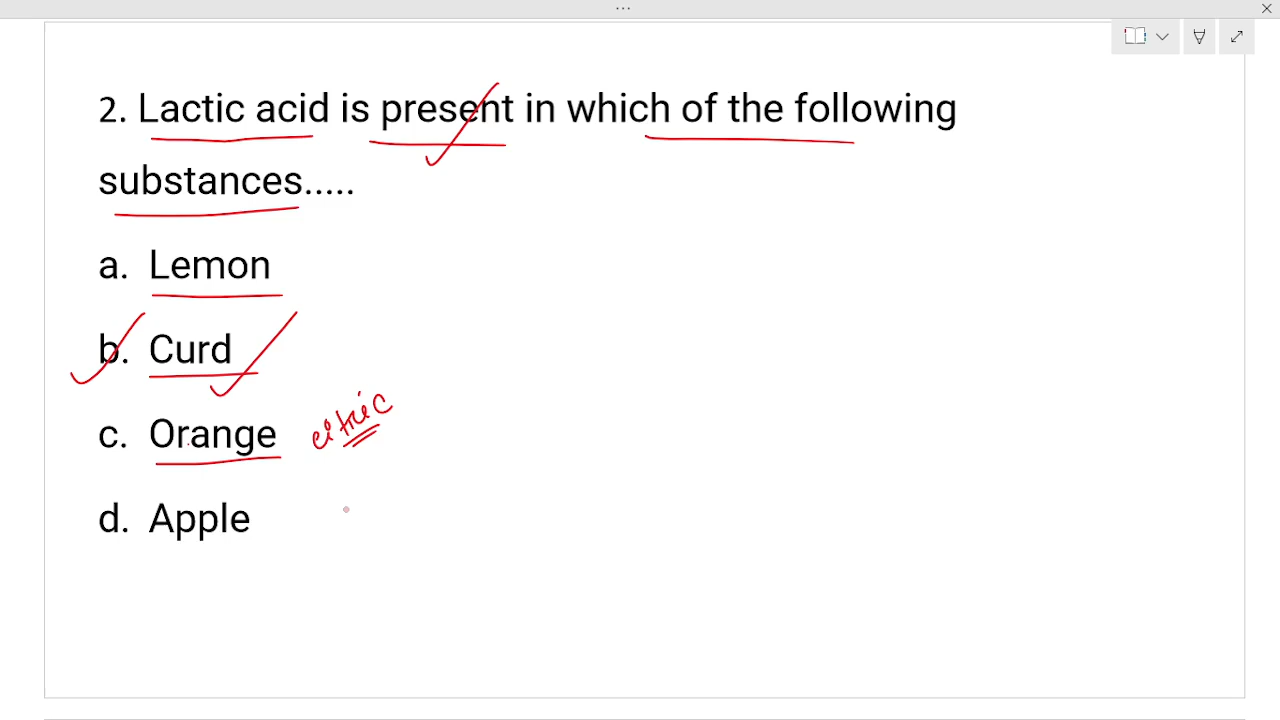 2. Lactic acid is present in which of the following
substances.....
a. Lemon
b. Curd
c. Orange citric
d. Apple